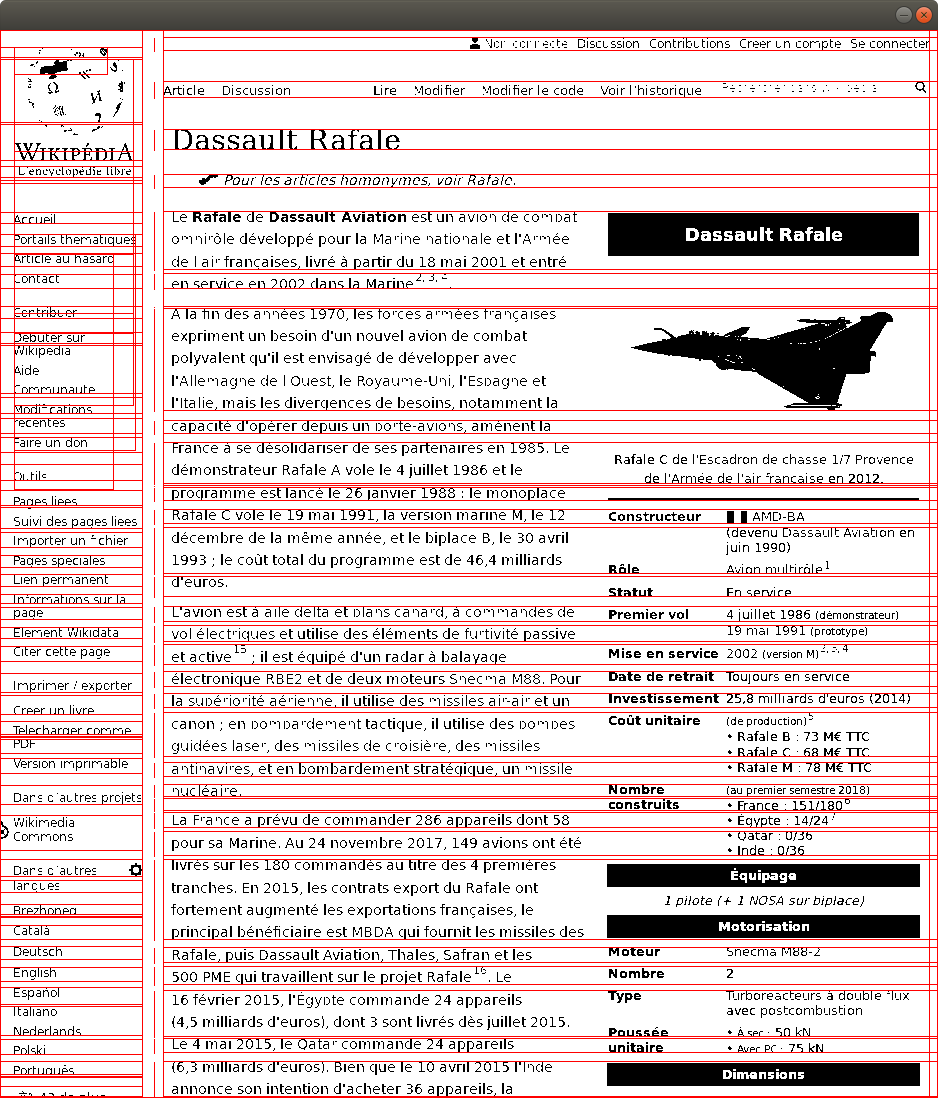 Non connecté Discussion Contributions Créer un compte Se connecter
Article Discussion Lire Modifier Modifier le code Voir l'historique
WIKIPÉDIA
L'encyclopédie libre
Accueil
Portails thématiques
Article au hasard
Contact
Contribuer
Débuter sur
Wikipédia
Aide
Communauté
Modifications
récentes
Faire un don
Outils
Pages liées
Suivi des pages liées
Importer un fichier
Pages spéciales
Lien permanent
Informations sur la
page
Élément Wikidata
Citer cette page
Imprimer / exporter
Créer un livre
Télécharger comme
PDF
Version imprimable
Dans d'autres projets
Wikimedia
Commons
Dans d'autres
langues
Brezhoneg
Català
Deutsch
English
Español
Italiano
Nederlands
Polski
Português
Dassault Rafale
Pour les articles homonymes, voir Rafale.
Le Rafale de Dassault Aviation est un avion de combat
omnirôle développé pour la Marine nationale et l'Armée
de l'air françaises, livré à partir du 18 mai 2001 et entré
en service en 2002 dans la Marine2, 3, 4.
À la fin des années 1970, les forces armées françaises
expriment un besoin d'un nouvel avion de combat
polyvalent qu'il est envisagé de développer avec
l'Allemagne de l'Ouest, le Royaume-Uni, l'Espagne et
l'Italie, mais les divergences de besoins, notamment la
capacité d'opérer depuis un porte-avions, amènent la
France à se désolidariser de ses partenaires en 1985. Le
démonstrateur Rafale A vole le 4 juillet 1986 et le
programme est lancé le 26 janvier 1988 : le monoplace
Rafale C vole le 19 mai 1991, la version marine M, le 12
décembre de la même année, et le biplace B, le 30 avril
1993 ; le coût total du programme est de 46,4 milliards
d'euros.
L'avion est à aile delta et plans canard, à commandes de
vol électriques et utilise des éléments de furtivité passive
et active15 ; il est équipé d'un radar à balayage
électronique RBE2 et de deux moteurs Snecma M88. Pour
la supériorité aérienne, il utilise des missiles air-air et un
canon ; en bombardement tactique, il utilise des bombes
guidées laser, des missiles de croisière, des missiles
antinavires, et en bombardement stratégique, un missile
nucléaire.
La France a prévu de commander 286 appareils dont 58
pour sa Marine. Au 24 novembre 2017, 149 avions ont été
livrés sur les 180 commandés au titre des 4 premières
tranches. En 2015, les contrats export du Rafale ont
fortement augmenté les exportations françaises, le
principal bénéficiaire est MBDA qui fournit les missiles des
Rafale, puis Dassault Aviation, Thales, Safran et les
500 PME qui travaillent sur le projet Rafale16. Le
16 février 2015, l'Égypte commande 24 appareils
(4,5 milliards d'euros), dont 3 sont livrés dès juillet 2015.
Le 4 mai 2015, le Qatar commande 24 appareils
(6,3 milliards d'euros). Bien que le 10 avril 2015 l'Inde
annonce son intention d'acheter 36 appareils, la
Dassault Rafale
Rafale C de l'Escadron de chasse 1/7 Provence
de l'Armée de l'air française en 2012.
Constructeur AMD-BA
(devenu Dassault Aviation en
juin 1990)
Rôle Avion multirôle1
Statut En service
Premier vol 4 juillet 1986 (démonstrateur)
19 mai 1991 (prototype)
Mise en service 2002 (version M)2, 3, 4
Date de retrait Toujours en service
Investissement 25,8 milliards d'euros (2014)
Coût unitaire (de production)5
• Rafale B : 73 M€ TTC
• Rafale C : 68 M€ TTC
• Rafale M : 78 M€ TTC
Nombre (au premier semestre 2018)
construits • France : 151/1806
• Égypte : 14/247
• Qatar : 0/36
• Inde : 0/36
Équipage
1 pilote (+ 1 NOSA sur biplace)
Motorisation
Moteur Snecma M88-2
Nombre 2
Type Turboréacteurs à double flux
avec postcombustion
Poussée • À sec : 50 kN
unitaire • Avec PC : 75 kN
Dimensions